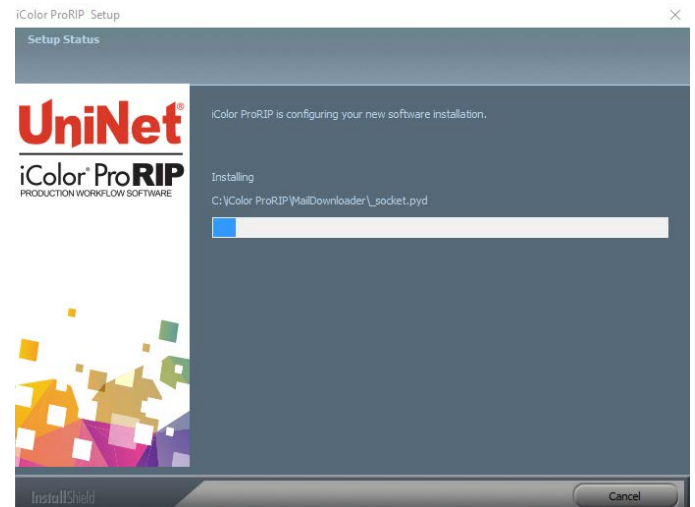 iColor ProRIP Setup
Setup Status
UniNet®
iColor® ProRIP
PRODUCTION WORKFLOW SOFTWARE
iColor ProRIP is configuring your new software installation.
Installing
C:\iColor ProRIP\MailDownloader\_socket.pyd
InstallShield
Cancel